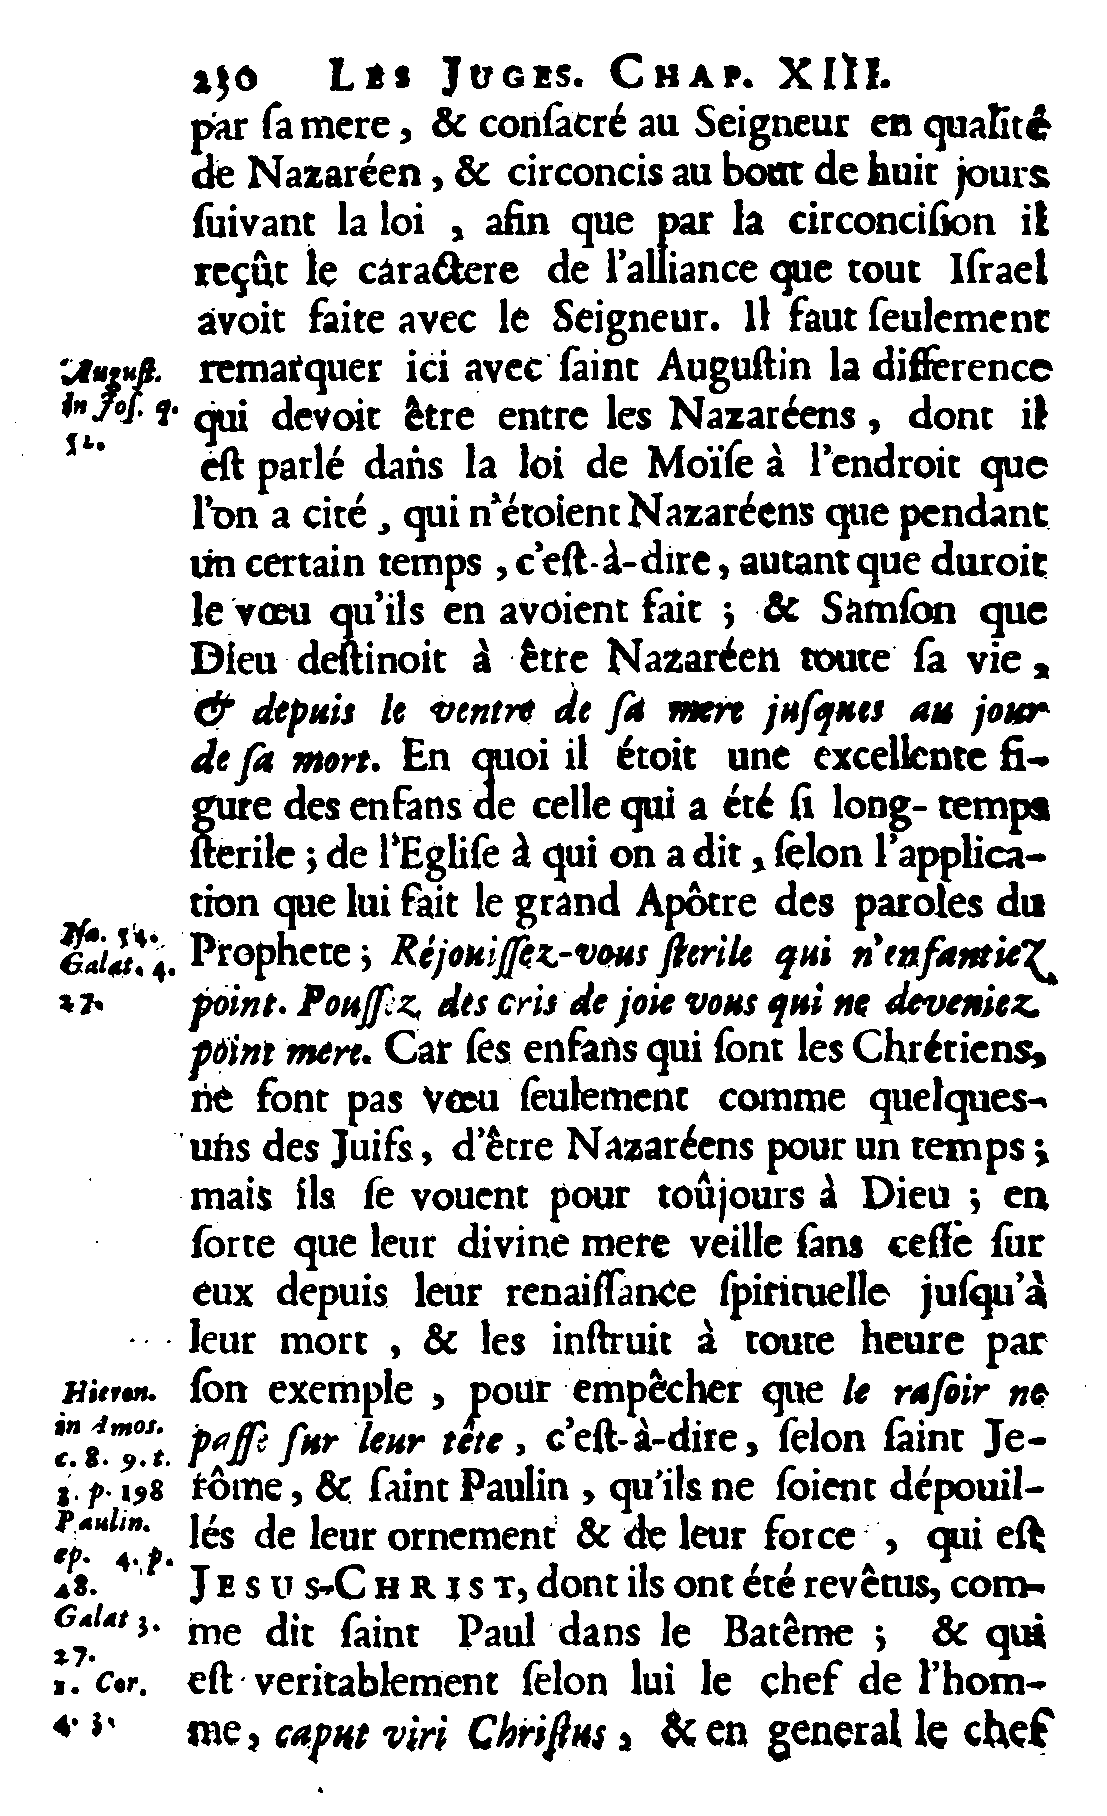 230 LES JUGES. CHAP. XIII.
par ſa mere, & conſacré au Seigneur en qualité
de Nazaréen, & circoncis au bout de huit jours
ſuivant la loi, afin que par la circonciſion il
reçût le caractere de l'alliance que tout Iſrael
avoit faite avec le Seigneur. Il faut ſeulement
remarquer ici avec ſaint Auguſtin la difference
qui devoit être entre les Nazaréens, dont il
eſt parlé dans la loi de Moïſe à l'endroit que
l'on a cité, qui n'étoient Nazaréens que pendant
un certain temps, c'eſt-à-dire, autant que duroit
le vœu qu'ils en avoient fait ; & Samſon que
Dieu deſtinoit à être Nazaréen toute ſa vie,
& depuis le ventre de ſa mere juſques au jour
de ſa mort. En quoi il étoit une excellente fi-
gure des enfans de celle qui a été ſi long-temps
ſterile ; de l'Egliſe à qui on a dit, ſelon l'applica-
tion que lui fait le grand Apôtre des paroles du
Prophete ; Réjouiſſez-vous ſterile qui n'enfantiez
point. Pouſſez des cris de joie vous qui ne deveniez
point mere. Car ſes enfans qui ſont les Chrétiens,
ne font pas vœu ſeulement comme quelques-
uns des Juifs, d'être Nazaréens pour un temps ;
mais ils ſe vouent pour toûjours à Dieu ; en
ſorte que leur divine mere veille ſans ceſſe ſur
eux depuis leur renaiſſance ſpirituelle juſqu'à
leur mort, & les inſtruit à toute heure par
ſon exemple, pour empêcher que le raſoir ne
paſſe ſur leur tête, c'eſt-à-dire, ſelon ſaint Je-
rôme, & ſaint Paulin, qu'ils ne ſoient dépouil-
lés de leur ornement & de leur force, qui eſt
JESUS-CHRIST, dont ils ont été revêtus, com-
me dit ſaint Paul dans le Batême ; & qui
eſt veritablement ſelon lui le chef de l'hom-
me, caput viri Chriſtus, & en general le chef
Auguſt.
in Joſ. q.
52.
Iſa. 54.
Galat. 4.
27.
Hieron.
in Amos.
c. 8. 9. t.
3. p. 198
Paulin.
ep. 4. p.
48.
Galat 3.
27.
1. Cor.
4. 3.